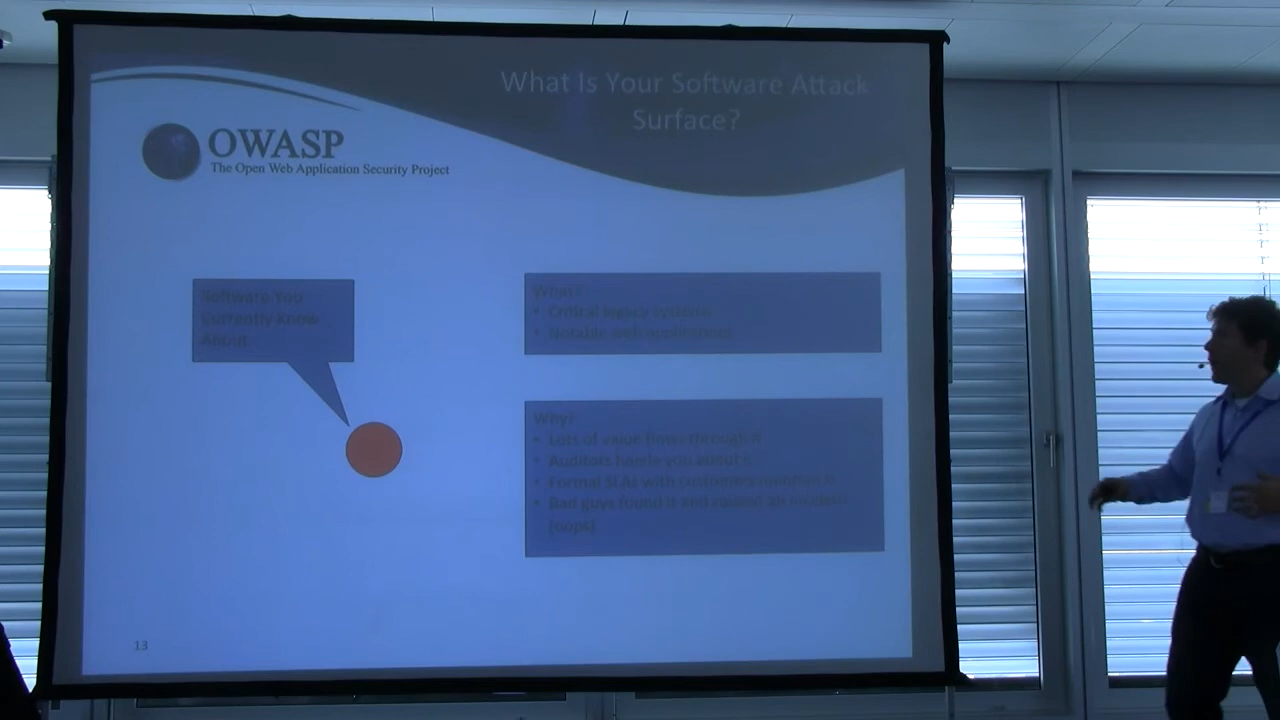 What Is Your Software Attack
Surface?
OWASP
The Open Web Application Security Project
Software You
Currently Know
About
What?
• Critical legacy systems
• Notable web applications
Why?
• Lots of value flows through it
• Auditors hassle you about it
• Formal SLAs with customers mention it
• Bad guys found it and caused an incident
(oops)
13